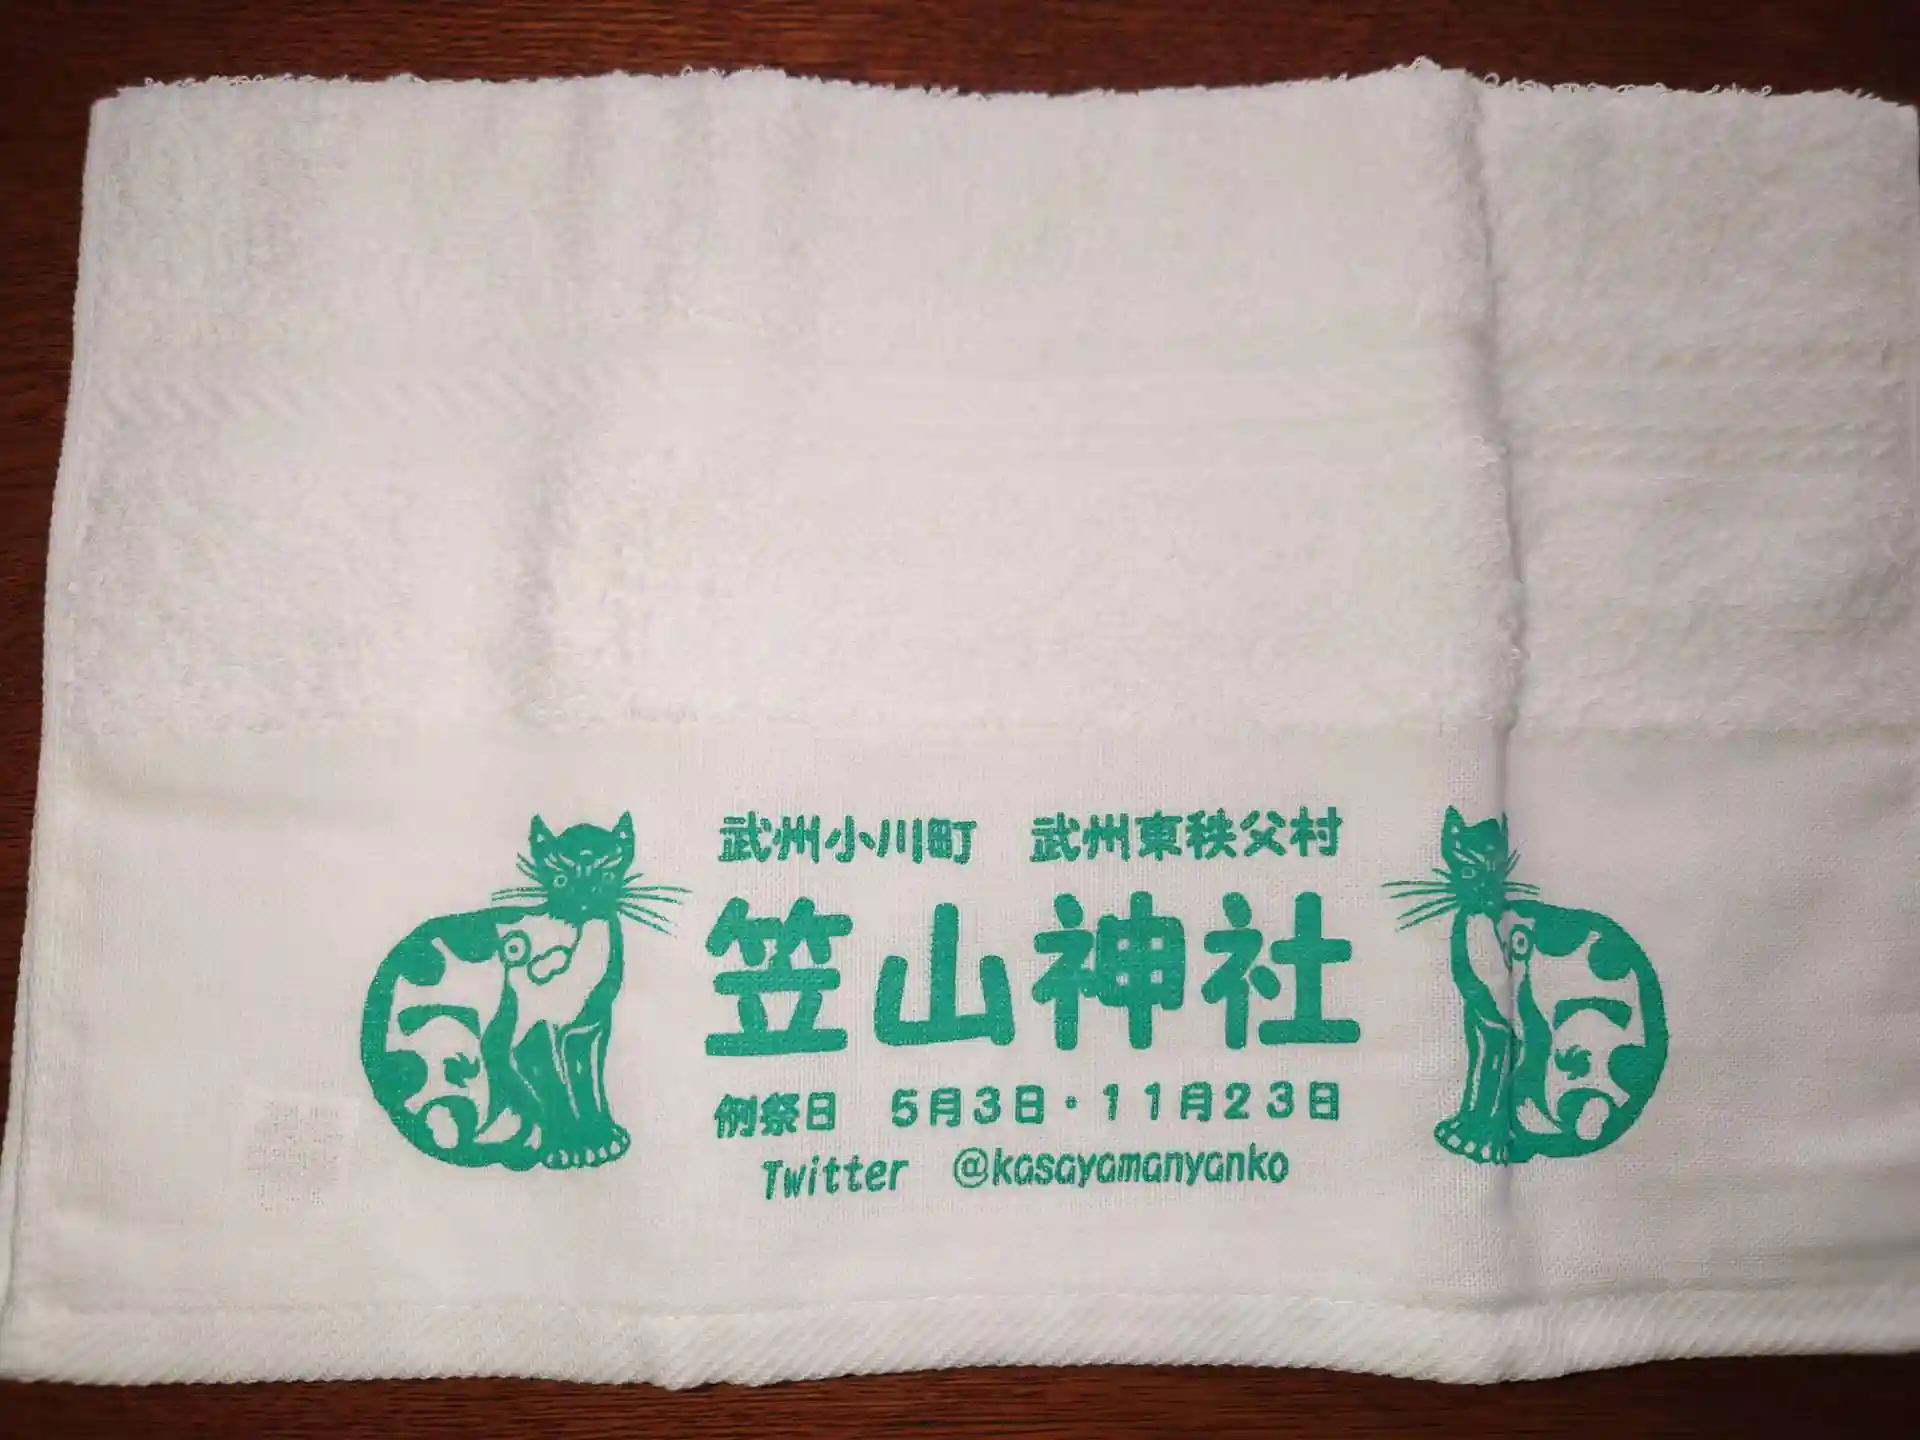 武州小川町　武州東秩父村
笠山神社
例祭日　５月３日・１１月２３日
Twitter　@kasayamanyanko